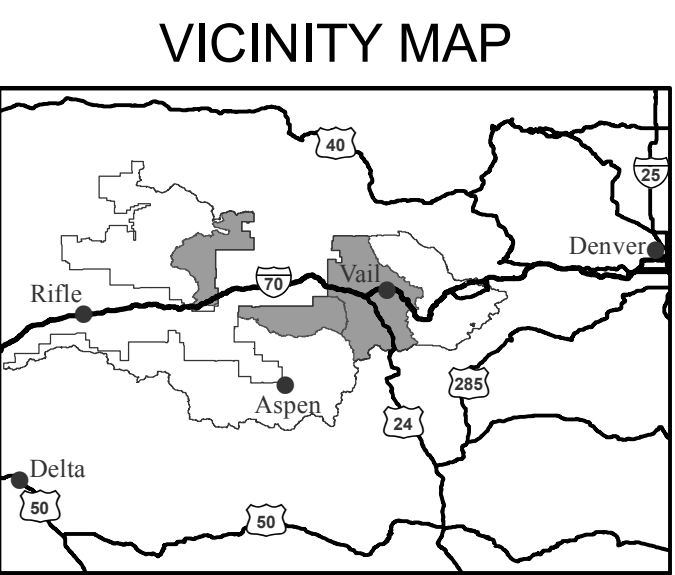 VICINITY MAP
40
25
Denver
Vail
70
Rifle
285
Aspen
24
Delta
50
50